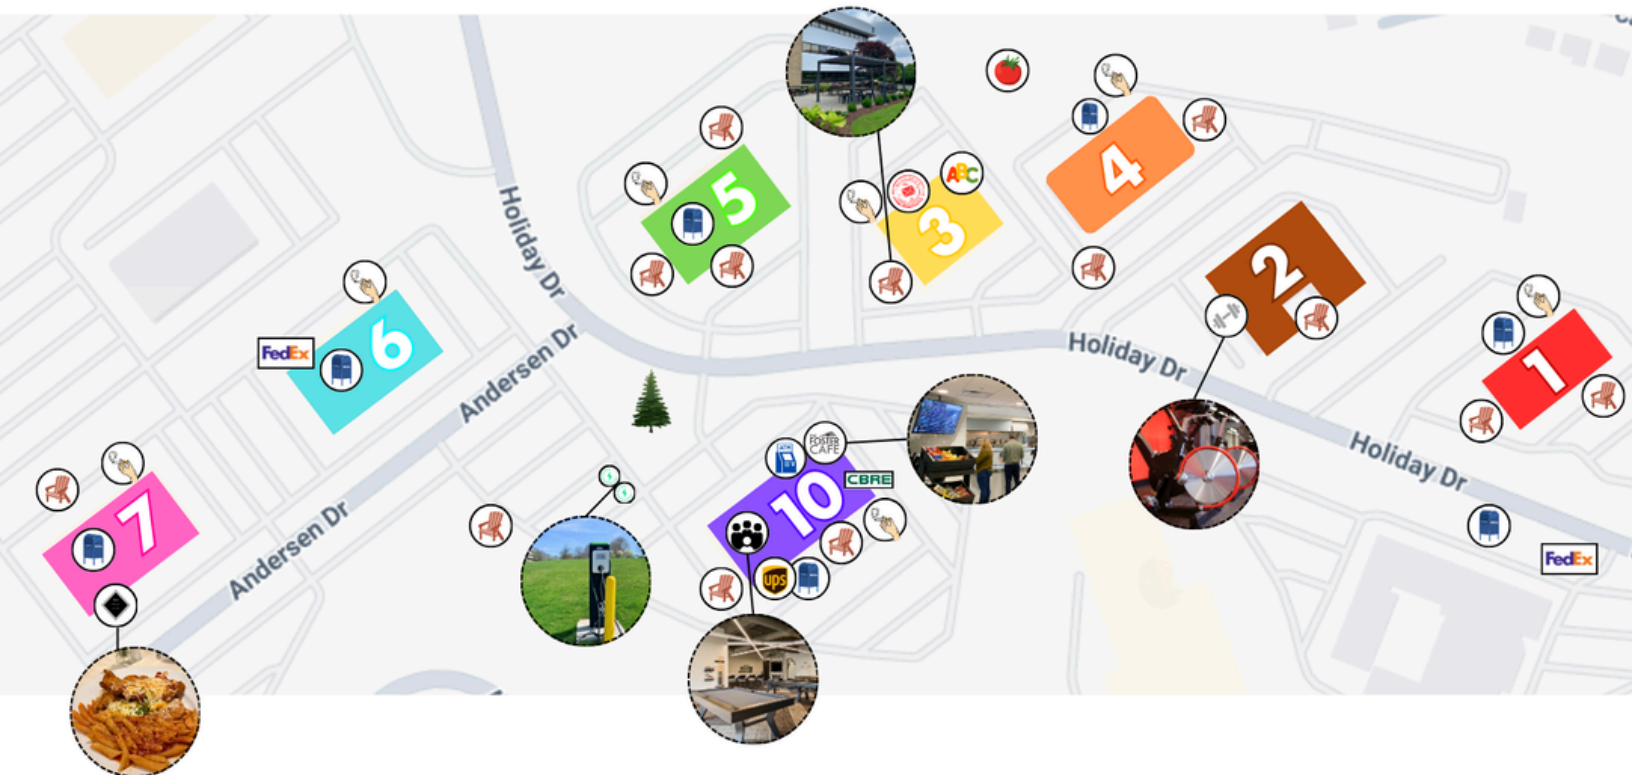 Holiday Dr
Andersen Dr
Andersen Dr
Holiday Dr
Holiday Dr
5
3
ABC
4
2
1
6
FedEx
7
10
FOSTER
CAFE
CBRE
ups
FedEx